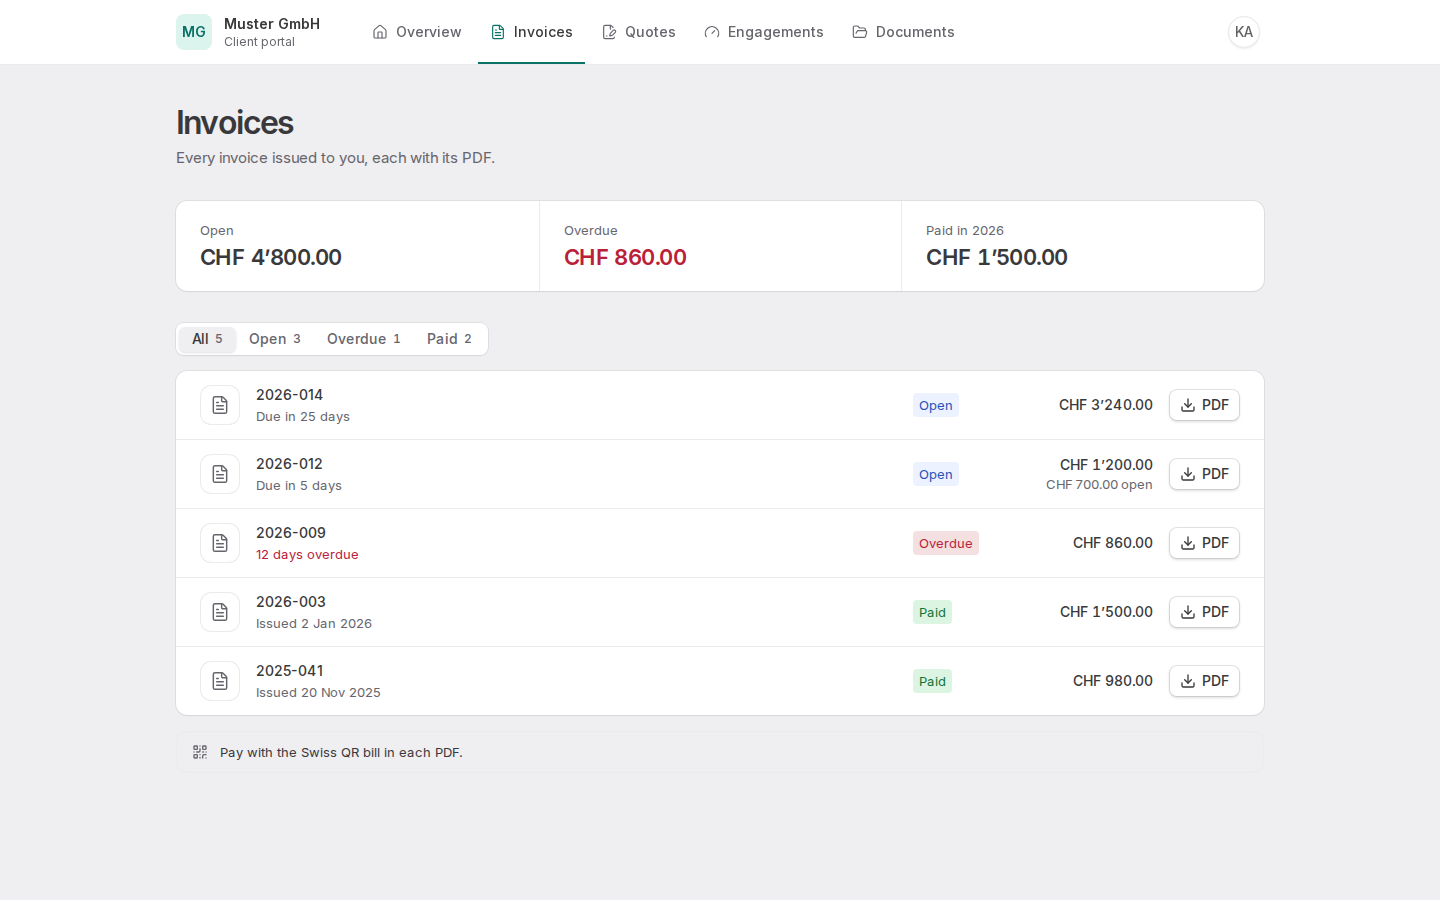 MG
Muster GmbH
Client portal
Overview
Invoices
Quotes
Engagements
Documents
KA
Invoices
Every invoice issued to you, each with its PDF.
Open
CHF 4’800.00
Overdue
CHF 860.00
Paid in 2026
CHF 1’500.00
All 5
Open 3
Overdue 1
Paid 2
2026-014
Due in 25 days
Open
CHF 3’240.00
PDF
2026-012
Due in 5 days
Open
CHF 1’200.00
CHF 700.00 open
PDF
2026-009
12 days overdue
Overdue
CHF 860.00
PDF
2026-003
Issued 2 Jan 2026
Paid
CHF 1’500.00
PDF
2025-041
Issued 20 Nov 2025
Paid
CHF 980.00
PDF
Pay with the Swiss QR bill in each PDF.